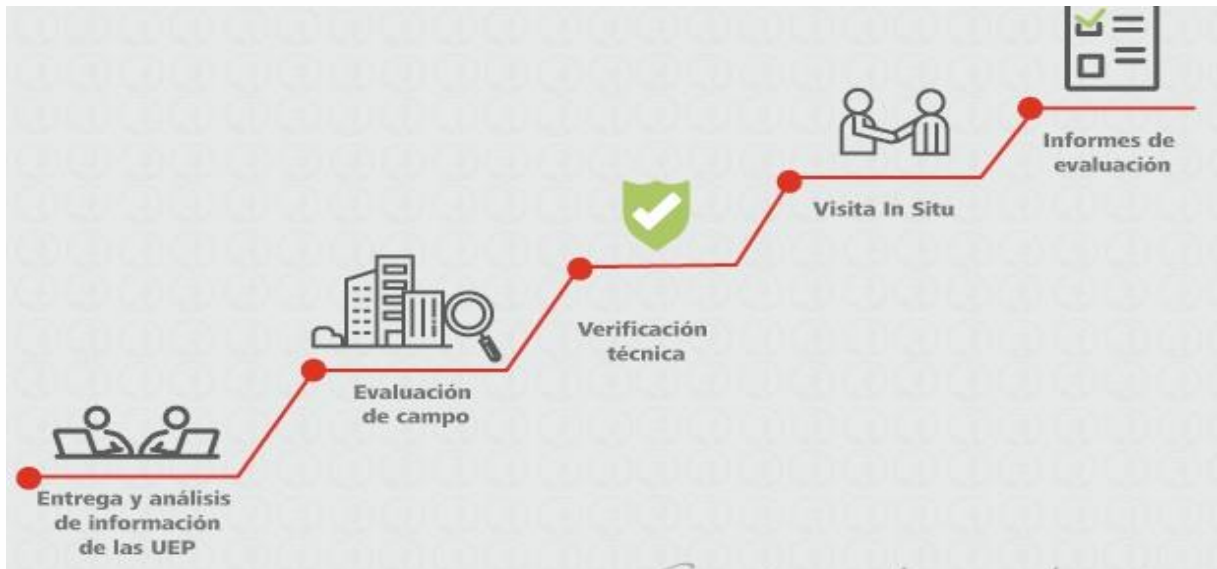 Informes de
evaluación
Visita In Situ
Verificación
técnica
Evaluación
de campo
Entrega y análisis
de información
de las UEP